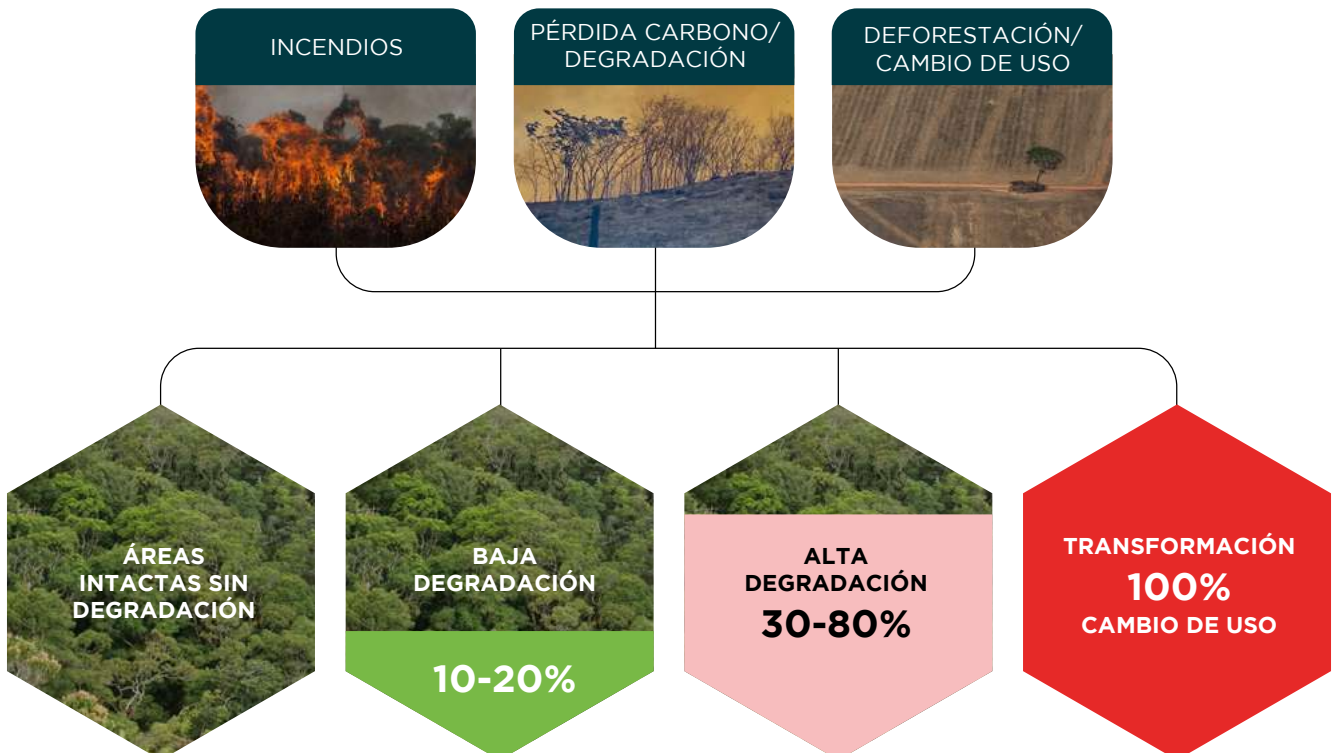 INCENDIOS
PÉRDIDA CARBONO/
DEGRADACIÓN
DEFORESTACIÓN/
CAMBIO DE USO
ÁREAS
INTACTAS SIN
DEGRADACIÓN
BAJA
DEGRADACIÓN
10-20%
ALTA
DEGRADACIÓN
30-80%
TRANSFORMACIÓN
100%
CAMBIO DE USO